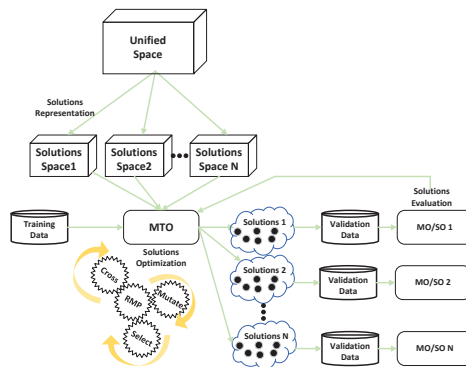 Unified
Space
Solutions
Representation
Solutions
Space1
Solutions
Space2
Solutions
Space N
Solutions
Evaluation
Training
Data
MTO
Solutions 1
Validation
Data
MO/SO 1
Solutions
Optimization
Cross
RMP
Mutate
Select
Solutions 2
Validation
Data
MO/SO 2
Solutions N
Validation
Data
MO/SO N